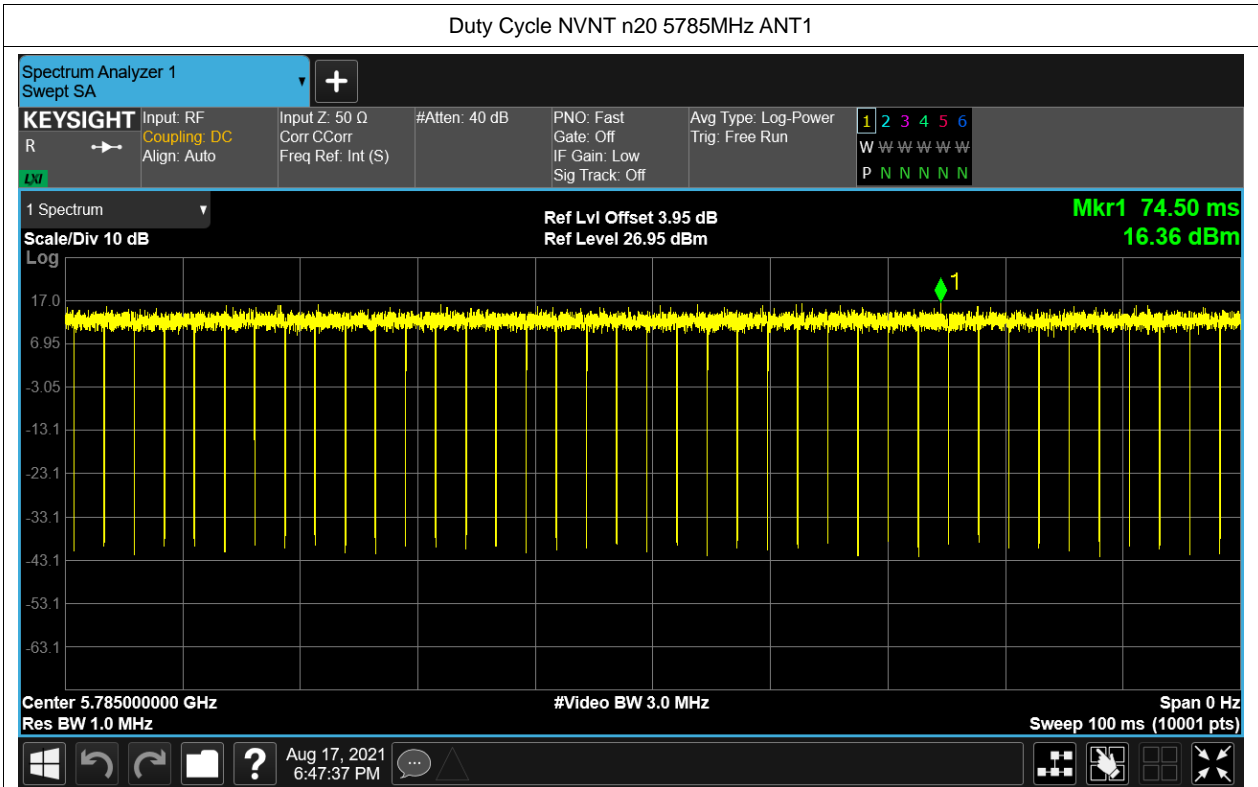 Duty Cycle NVNT n20 5785MHz ANT1
Spectrum Analyzer 1
Swept SA
KEYSIGHT
R
LXI
Input: RF
Coupling: DC
Align: Auto
Input Z: 50 Ω
Corr CCorr
Freq Ref: Int (S)
#Atten: 40 dB
PNO: Fast
Gate: Off
IF Gain: Low
Sig Track: Off
Avg Type: Log-Power
Trig: Free Run
1 2 3 4 5 6
W W W W W W
P N N N N N
1 Spectrum
Scale/Div 10 dB
Ref Lvl Offset 3.95 dB
Ref Level 26.95 dBm
Mkr1 74.50 ms
16.36 dBm
Log
1
17.0
6.95
-3.05
-13.1
-23.1
-33.1
-43.1
-53.1
-63.1
Center 5.785000000 GHz
Res BW 1.0 MHz
#Video BW 3.0 MHz
Span 0 Hz
Sweep 100 ms (10001 pts)
?
Aug 17, 2021
6:47:37 PM